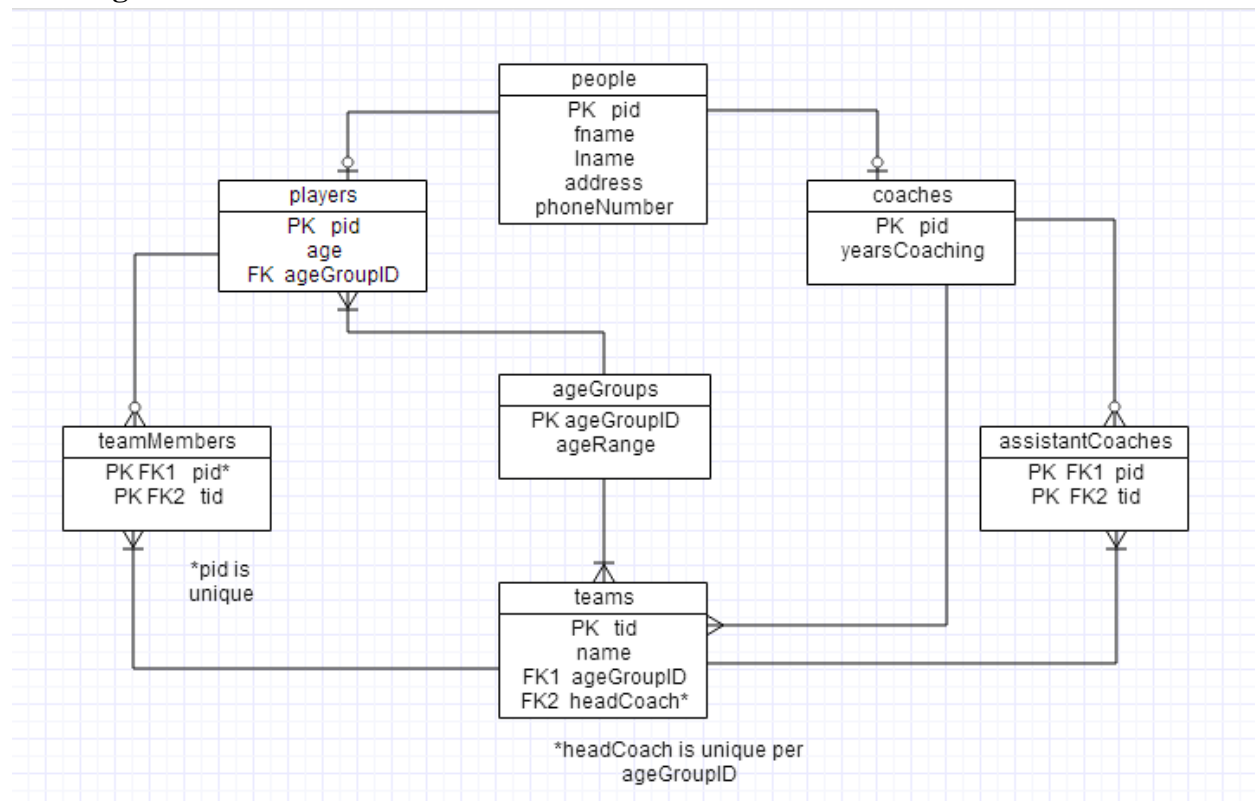 people
PK pid
fname
lname
address
phoneNumber
players
PK pid
age
FK ageGroupID
coaches
PK pid
yearsCoaching
ageGroups
PK ageGroupID
ageRange
teamMembers
PK FK1 pid*
PK FK2 tid
*pid is
unique
assistantCoaches
PK FK1 pid
PK FK2 tid
teams
PK tid
name
FK1 ageGroupID
FK2 headCoach*
*headCoach is unique per
ageGroupID